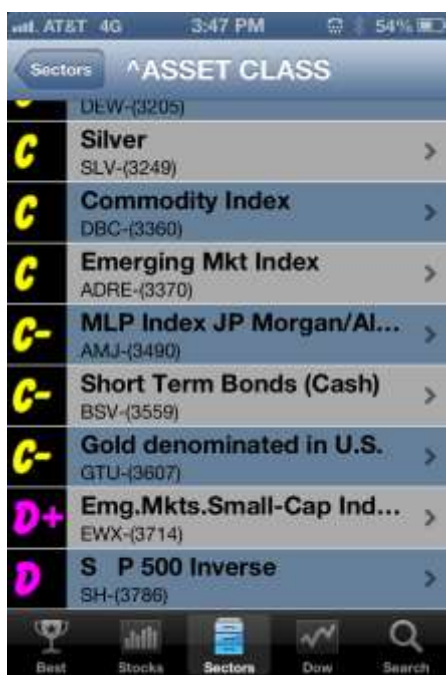 AT&T 4G 3:47 PM 54%
Sectors ^ASSET CLASS
DEW-(3205)
C Silver
SLV-(3249)
C Commodity Index
DBC-(3360)
C Emerging Mkt Index
ADRE-(3370)
C- MLP Index JP Morgan/Al...
AMJ-(3490)
C- Short Term Bonds (Cash)
BSV-(3559)
C- Gold denominated in U.S.
GTU-(3607)
D+ Emg.Mkts.Small-Cap Ind...
EWX-(3714)
D S P 500 Inverse
SH-(3786)
Best Stocks Sectors Dow Search